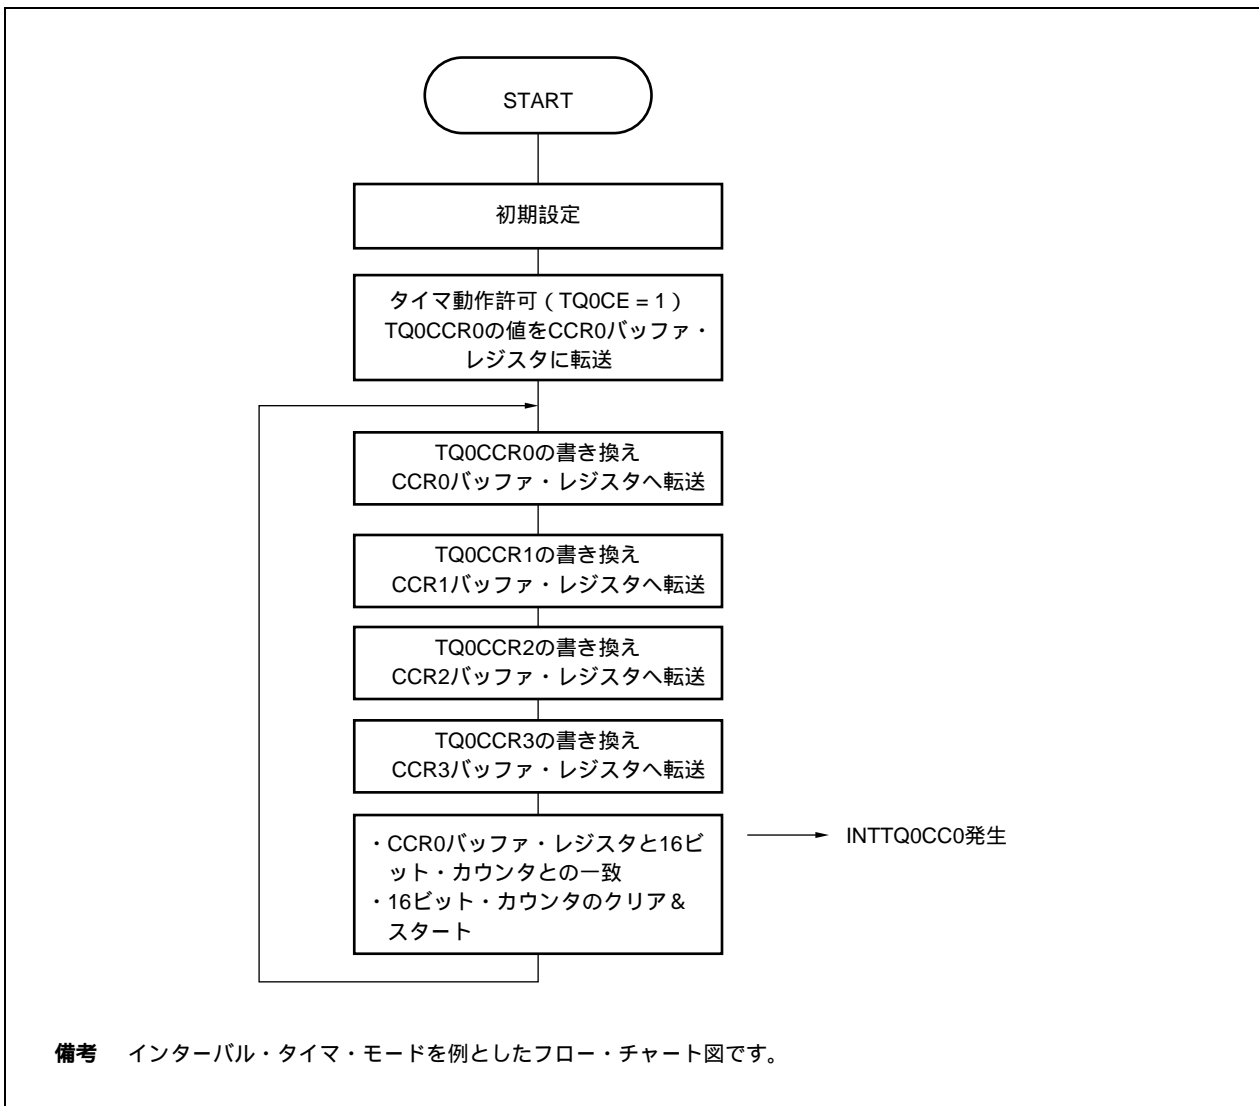 START
初期設定
タイマ動作許可（TQ0CE = 1）
TQ0CCR0の値をCCR0バッファ・
レジスタに転送
TQ0CCR0の書き換え
CCR0バッファ・レジスタへ転送
TQ0CCR1の書き換え
CCR1バッファ・レジスタへ転送
TQ0CCR2の書き換え
CCR2バッファ・レジスタへ転送
TQ0CCR3の書き換え
CCR3バッファ・レジスタへ転送
・CCR0バッファ・レジスタと16ビ
ット・カウンタとの一致
・16ビット・カウンタのクリア＆
スタート
INTTQ0CC0発生
備考　インターバル・タイマ・モードを例としたフロー・チャート図です。